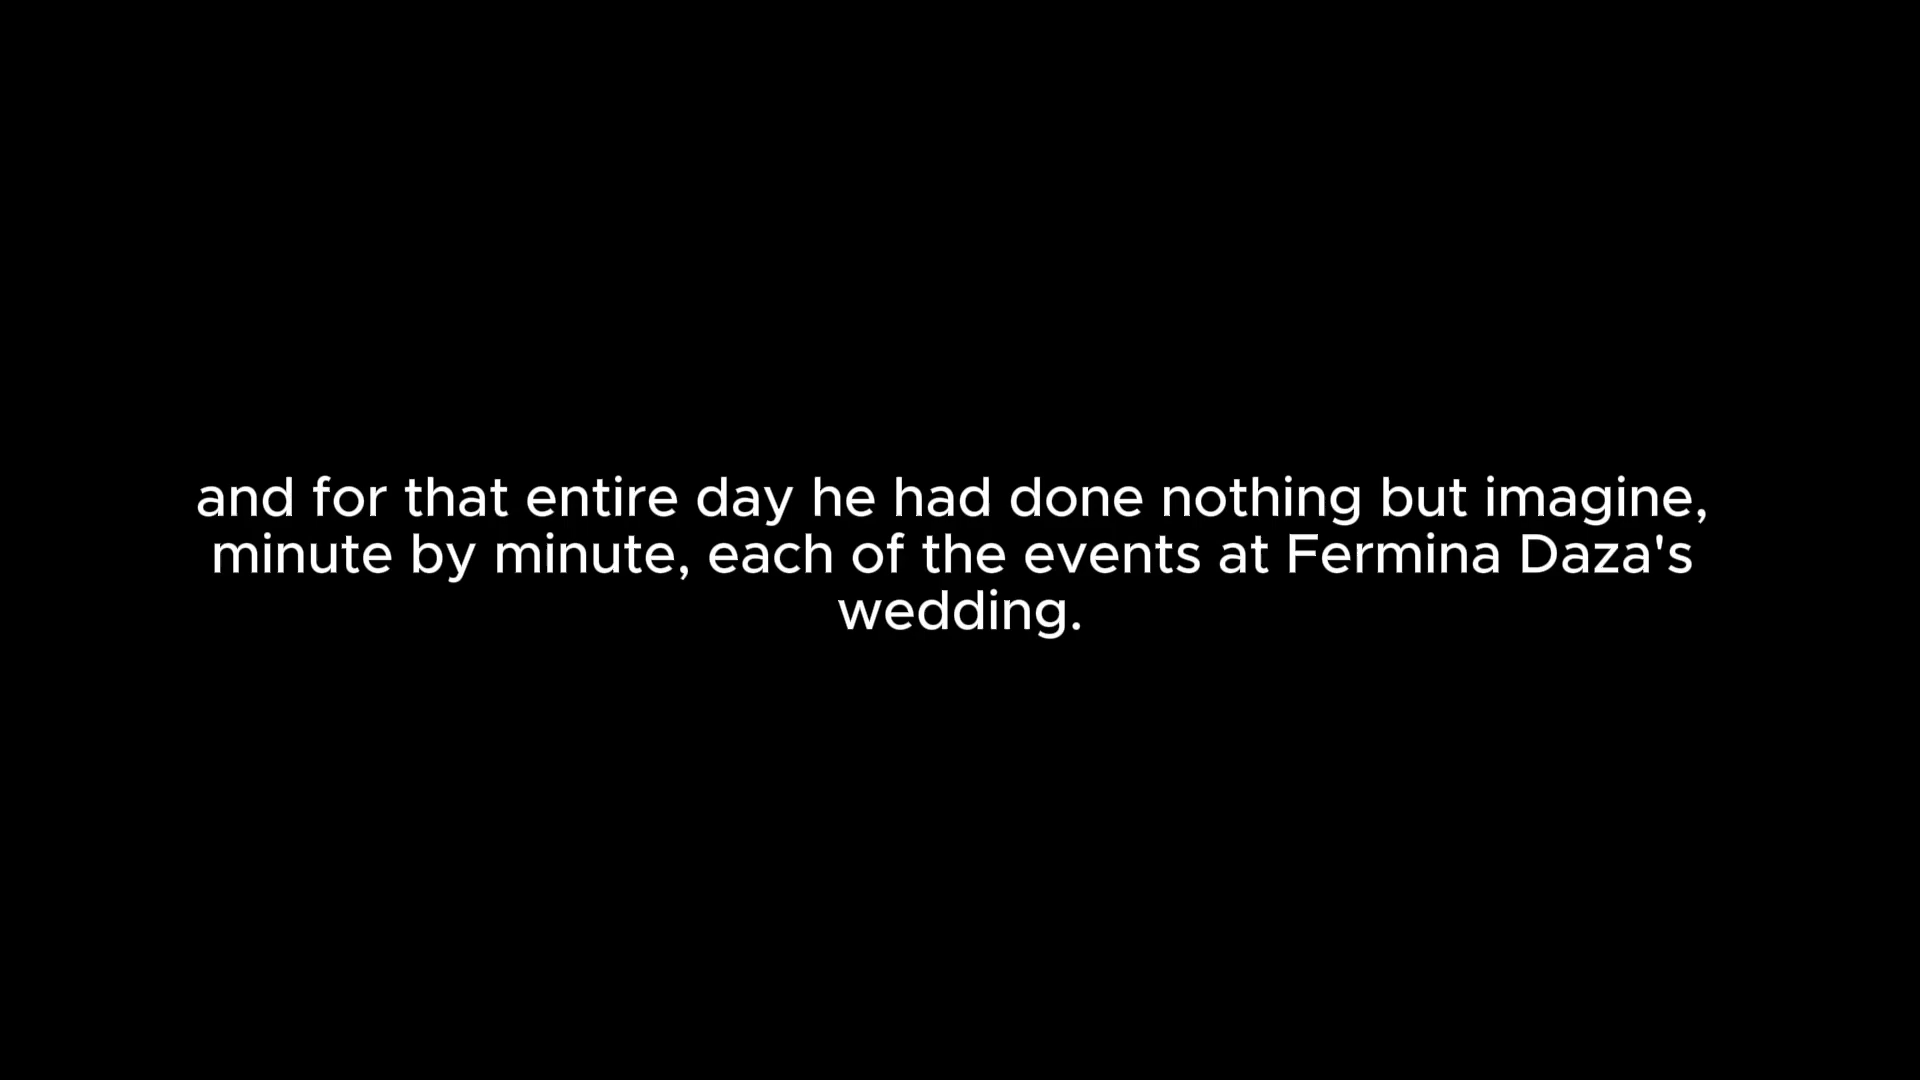 and for that entire day he had done nothing but imagine,
minute by minute, each of the events at Fermina Daza's
wedding.